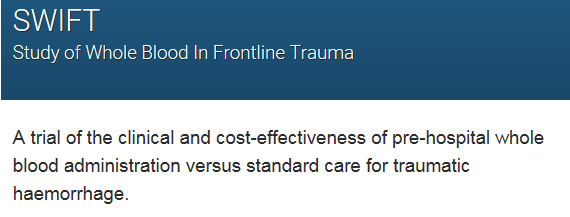 SWIFT
Study of Whole Blood In Frontline Trauma
A trial of the clinical and cost-effectiveness of pre-hospital whole
blood administration versus standard care for traumatic
haemorrhage.